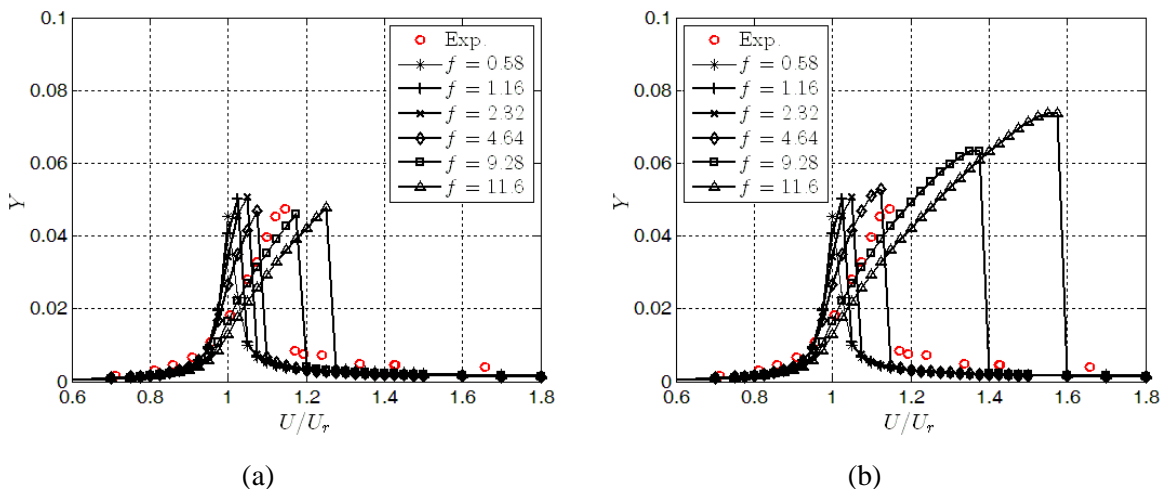 0.1
0.08
0.06
0.04
0.02
0
Y
0.6 0.8 1 1.2 1.4 1.6 1.8
U/U_r
Exp.
f = 0.58
f = 1.16
f = 2.32
f = 4.64
f = 9.28
f = 11.6
(a)
0.1
0.08
0.06
0.04
0.02
0
Y
0.6 0.8 1 1.2 1.4 1.6 1.8
U/U_r
Exp.
f = 0.58
f = 1.16
f = 2.32
f = 4.64
f = 9.28
f = 11.6
(b)